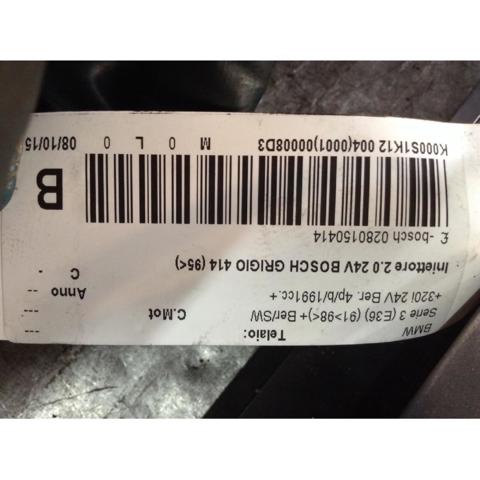 BMW Telaio:
Serie 3 (E36) (91>98<)+ Ber/SW
+320i 24V Ber. 4p/b/1991cc.+ C.Mot
Anno --
C -
Iniettore 2.0 24V BOSCH GRIGIO 414 (95<)
£ -bosch 0280150414
B
K000S1K12 004(0001)00008D3
M 0 L 0 08/10/15